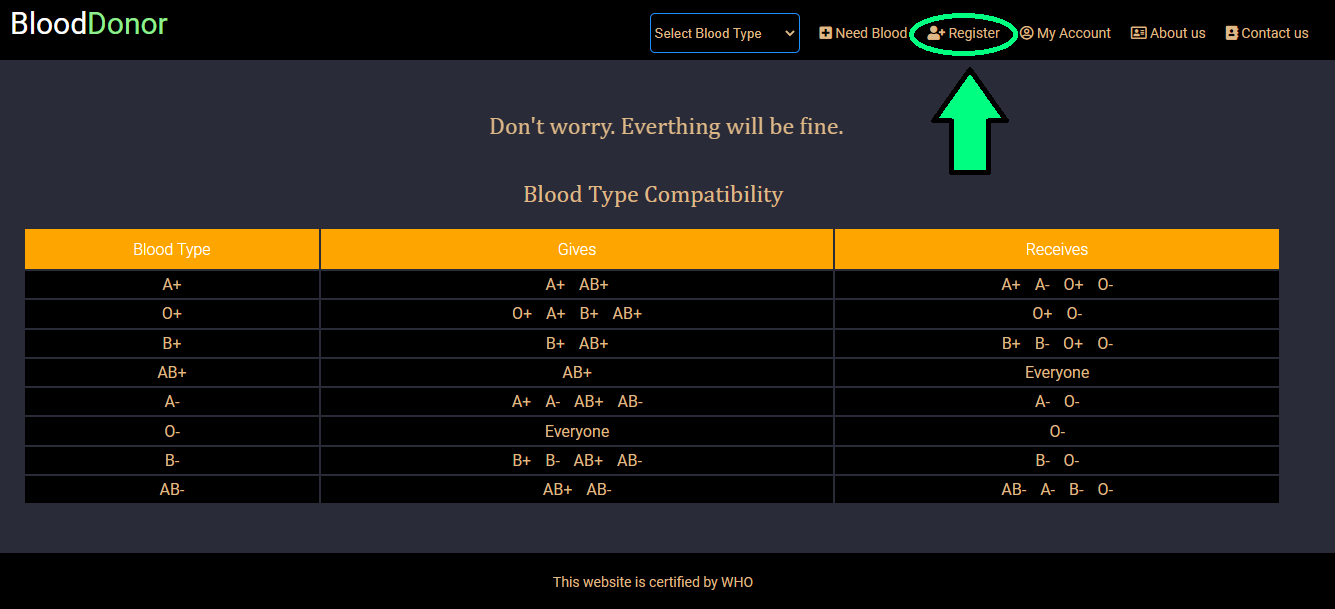 BloodDonor
Select Blood Type Need Blood Register My Account About us Contact us
Don't worry. Everthing will be fine.
Blood Type Compatibility
Blood Type Gives Receives
A+ A+ AB+ A+ A- O+ O-
O+ O+ A+ B+ AB+ O+ O-
B+ B+ AB+ B+ B- O+ O-
AB+ AB+ Everyone
A- A+ A- AB+ AB- A- O-
O- Everyone O-
B- B+ B- AB+ AB- B- O-
AB- AB+ AB- AB- A- B- O-
This website is certified by WHO